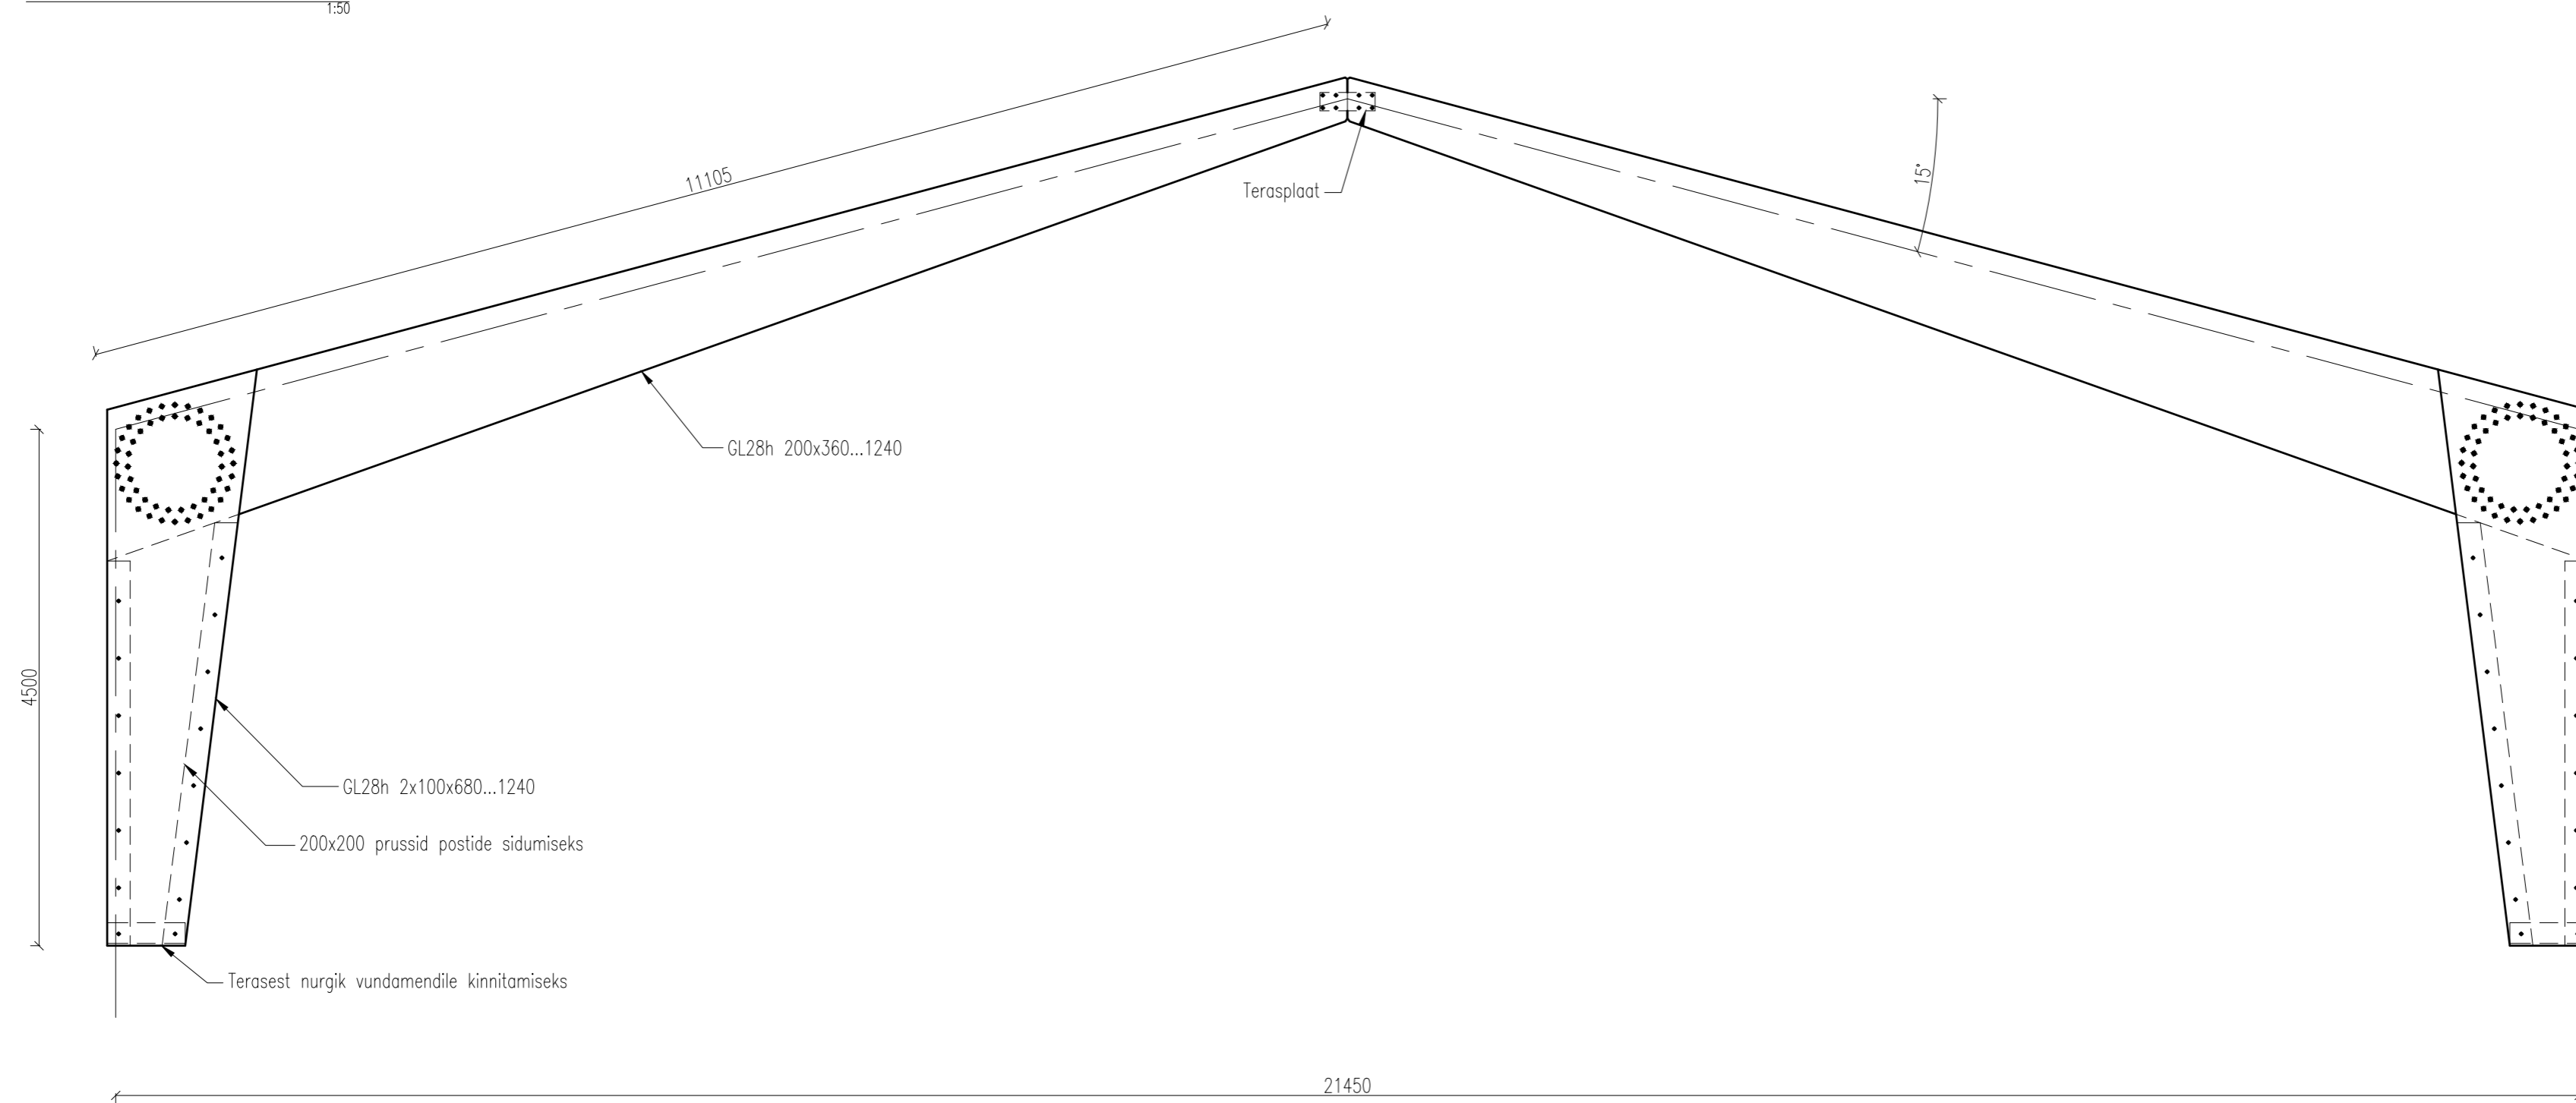 1:50
11105
Terasplaat
15°
GL28h 200x360...1240
4500
GL28h 2x100x680...1240
200x200 prussid postide sidumiseks
Terasest nurgik vundamendile kinnitamiseks
21450